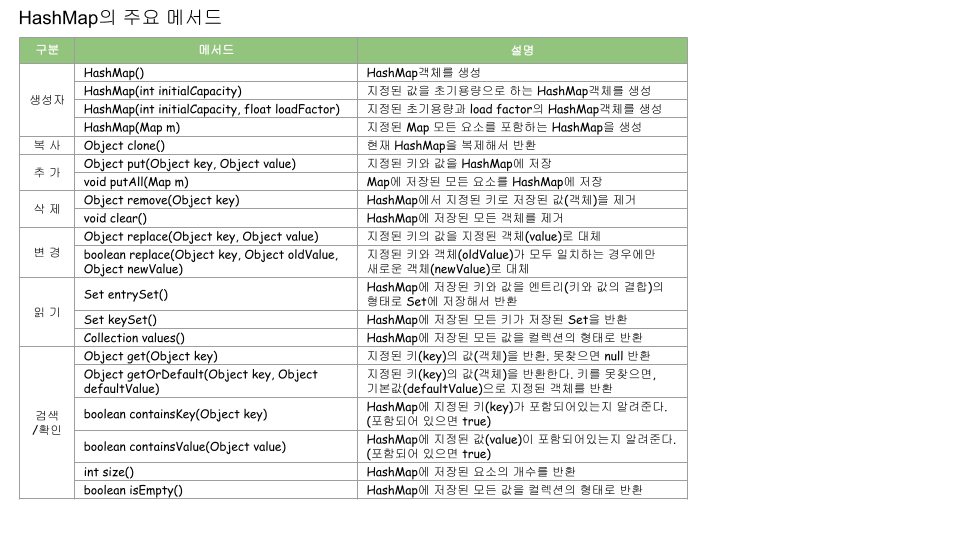 HashMap의 주요 메서드
구분 메서드 설명
생성자
HashMap() HashMap객체를 생성
HashMap(int initialCapacity) 지정된 값을 초기용량으로 하는 HashMap객체를 생성
HashMap(int initialCapacity, float loadFactor) 지정된 초기용량과 load factor의 HashMap객체를 생성
HashMap(Map m) 지정된 Map 모든 요소를 포함하는 HashMap을 생성
복 사 Object clone() 현재 HashMap을 복제해서 반환
추 가
Object put(Object key, Object value) 지정된 키와 값을 HashMap에 저장
void putAll(Map m) Map에 저장된 모든 요소를 HashMap에 저장
삭 제
Object remove(Object key) HashMap에서 지정된 키로 저장된 값(객체)을 제거
void clear() HashMap에 저장된 모든 객체를 제거
변 경
Object replace(Object key, Object value) 지정된 키의 값을 지정된 객체(value)로 대체
boolean replace(Object key, Object oldValue,
Object newValue)
지정된 키와 객체(oldValue)가 모두 일치하는 경우에만
새로운 객체(newValue)로 대체
읽 기
Set entrySet()
HashMap에 저장된 키와 값을 엔트리(키와 값의 결합)의
형태로 Set에 저장해서 반환
Set keySet() HashMap에 저장된 모든 키가 저장된 Set을 반환
Collection values() HashMap에 저장된 모든 값을 컬렉션의 형태로 반환
검색
/확인
Object get(Object key) 지정된 키(key)의 값(객체)을 반환. 못찾으면 null 반환
Object getOrDefault(Object key, Object
defaultValue)
지정된 키(key)의 값(객체)을 반환한다. 키를 못찾으면,
기본값(defaultValue)으로 지정된 객체를 반환
boolean containsKey(Object key)
HashMap에 지정된 키(key)가 포함되어있는지 알려준다.
(포함되어 있으면 true)
boolean containsValue(Object value)
HashMap에 지정된 값(value)이 포함되어있는지 알려준다.
(포함되어 있으면 true)
int size() HashMap에 저장된 요소의 개수를 반환
boolean isEmpty() HashMap에 저장된 모든 값을 컬렉션의 형태로 반환